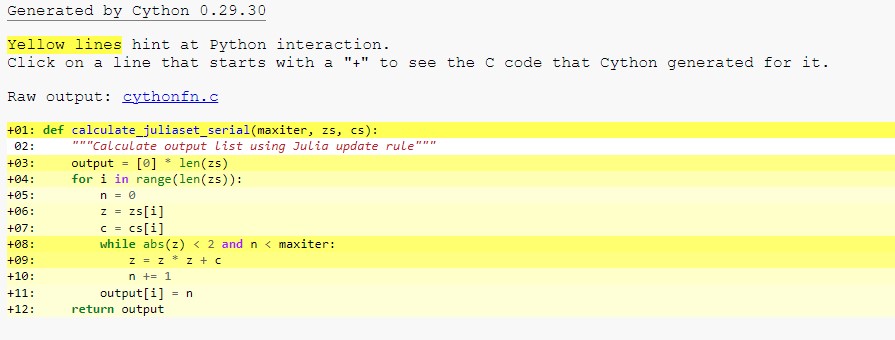 Generated by Cython 0.29.30
Yellow lines hint at Python interaction.
Click on a line that starts with a "+" to see the C code that Cython generated for it.
Raw output: cythonfn.c
+01: def calculate_juliaset_serial(maxiter, zs, cs):
 02:     """Calculate output list using Julia update rule"""
+03:     output = [0] * len(zs)
+04:     for i in range(len(zs)):
+05:         n = 0
+06:         z = zs[i]
+07:         c = cs[i]
+08:         while abs(z) < 2 and n < maxiter:
+09:             z = z * z + c
+10:             n += 1
+11:         output[i] = n
+12:     return output